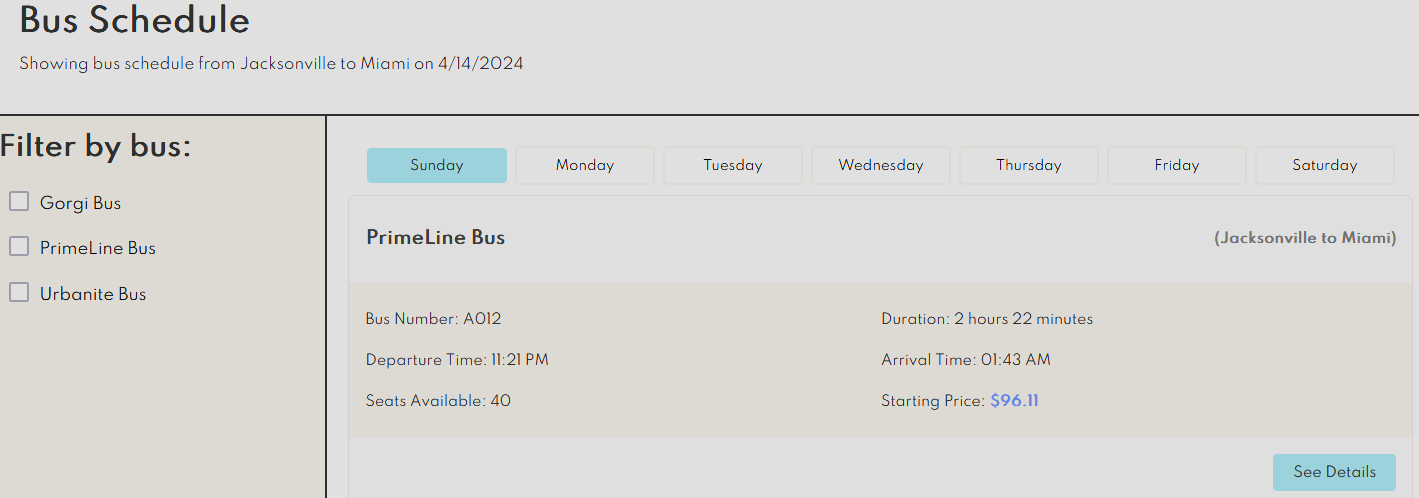 Bus Schedule
Showing bus schedule from Jacksonville to Miami on 4/14/2024
Filter by bus:
Gorgi Bus
PrimeLine Bus
Urbanite Bus
Sunday Monday Tuesday Wednesday Thursday Friday Saturday
PrimeLine Bus (Jacksonville to Miami)
Bus Number: A012 Duration: 2 hours 22 minutes
Departure Time: 11:21 PM Arrival Time: 01:43 AM
Seats Available: 40 Starting Price: $96.11
See Details